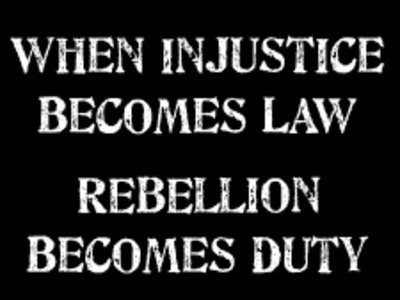 WHEN INJUSTICE
BECOMES LAW
REBELLION
BECOMES DUTY